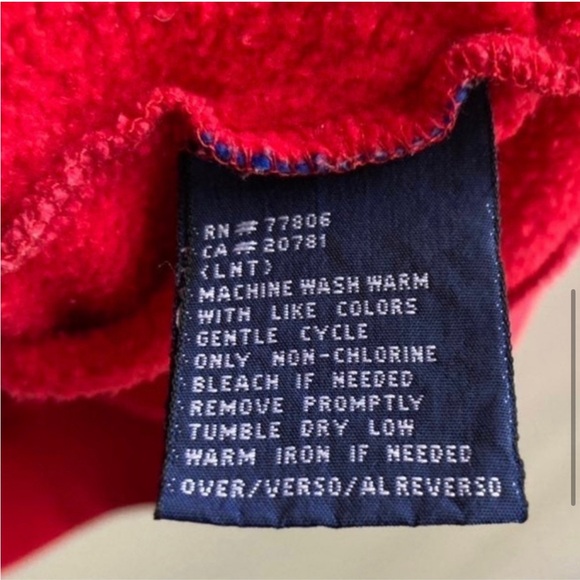 RN# 77806
CA# 20781
(LNT)
MACHINE WASH WARM
WITH LIKE COLORS
GENTLE CYCLE
ONLY NON-CHLORINE
BLEACH IF NEEDED
REMOVE PROMPTLY
TUMBLE DRY LOW
WARM IRON IF NEEDED
OVER/VERSO/AL REVERSO